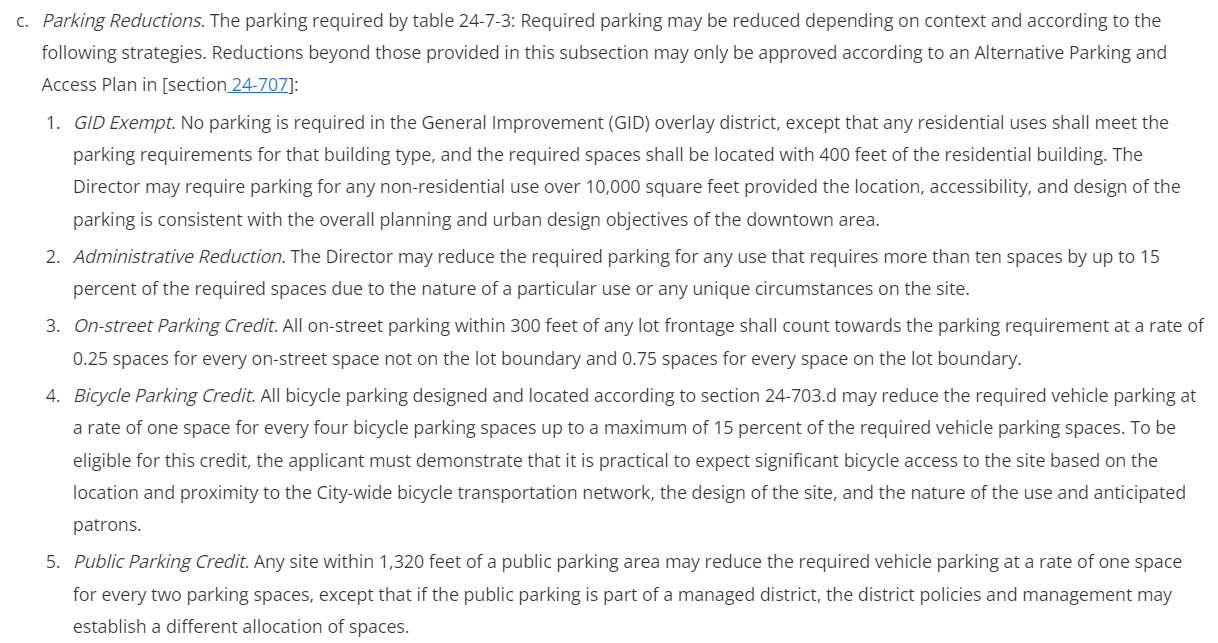 c. Parking Reductions. The parking required by table 24-7-3: Required parking may be reduced depending on context and according to the
following strategies. Reductions beyond those provided in this subsection may only be approved according to an Alternative Parking and
Access Plan in [section 24-707]:
1. GID Exempt. No parking is required in the General Improvement (GID) overlay district, except that any residential uses shall meet the
parking requirements for that building type, and the required spaces shall be located with 400 feet of the residential building. The
Director may require parking for any non-residential use over 10,000 square feet provided the location, accessibility, and design of the
parking is consistent with the overall planning and urban design objectives of the downtown area.
2. Administrative Reduction. The Director may reduce the required parking for any use that requires more than ten spaces by up to 15
percent of the required spaces due to the nature of a particular use or any unique circumstances on the site.
3. On-street Parking Credit. All on-street parking within 300 feet of any lot frontage shall count towards the parking requirement at a rate of
0.25 spaces for every on-street space not on the lot boundary and 0.75 spaces for every space on the lot boundary.
4. Bicycle Parking Credit. All bicycle parking designed and located according to section 24-703.d may reduce the required vehicle parking at
a rate of one space for every four bicycle parking spaces up to a maximum of 15 percent of the required vehicle parking spaces. To be
eligible for this credit, the applicant must demonstrate that it is practical to expect significant bicycle access to the site based on the
location and proximity to the City-wide bicycle transportation network, the design of the site, and the nature of the use and anticipated
patrons.
5. Public Parking Credit. Any site within 1,320 feet of a public parking area may reduce the required vehicle parking at a rate of one space
for every two parking spaces, except that if the public parking is part of a managed district, the district policies and management may
establish a different allocation of spaces.